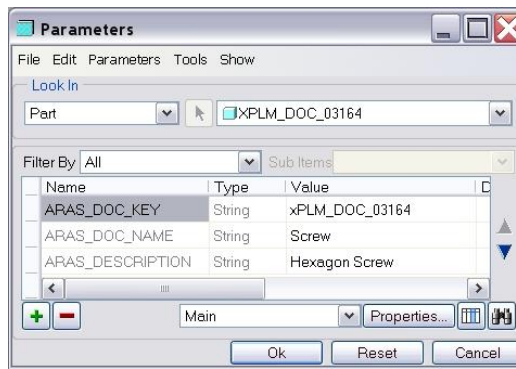 Parameters
File Edit Parameters Tools Show
Look In
Part XPLM_DOC_03164
Filter By All Sub Items
Name Type Value D
ARAS_DOC_KEY String xPLM_DOC_03164
ARAS_DOC_NAME String Screw
ARAS_DESCRIPTION String Hexagon Screw
Main Properties...
Ok Reset Cancel